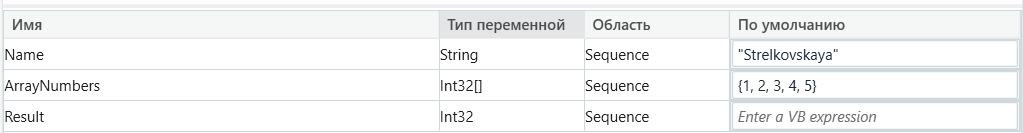 Имя Тип переменной Область По умолчанию
Name String Sequence "Strelkovskaya"
ArrayNumbers Int32[] Sequence {1, 2, 3, 4, 5}
Result Int32 Sequence Enter a VB expression